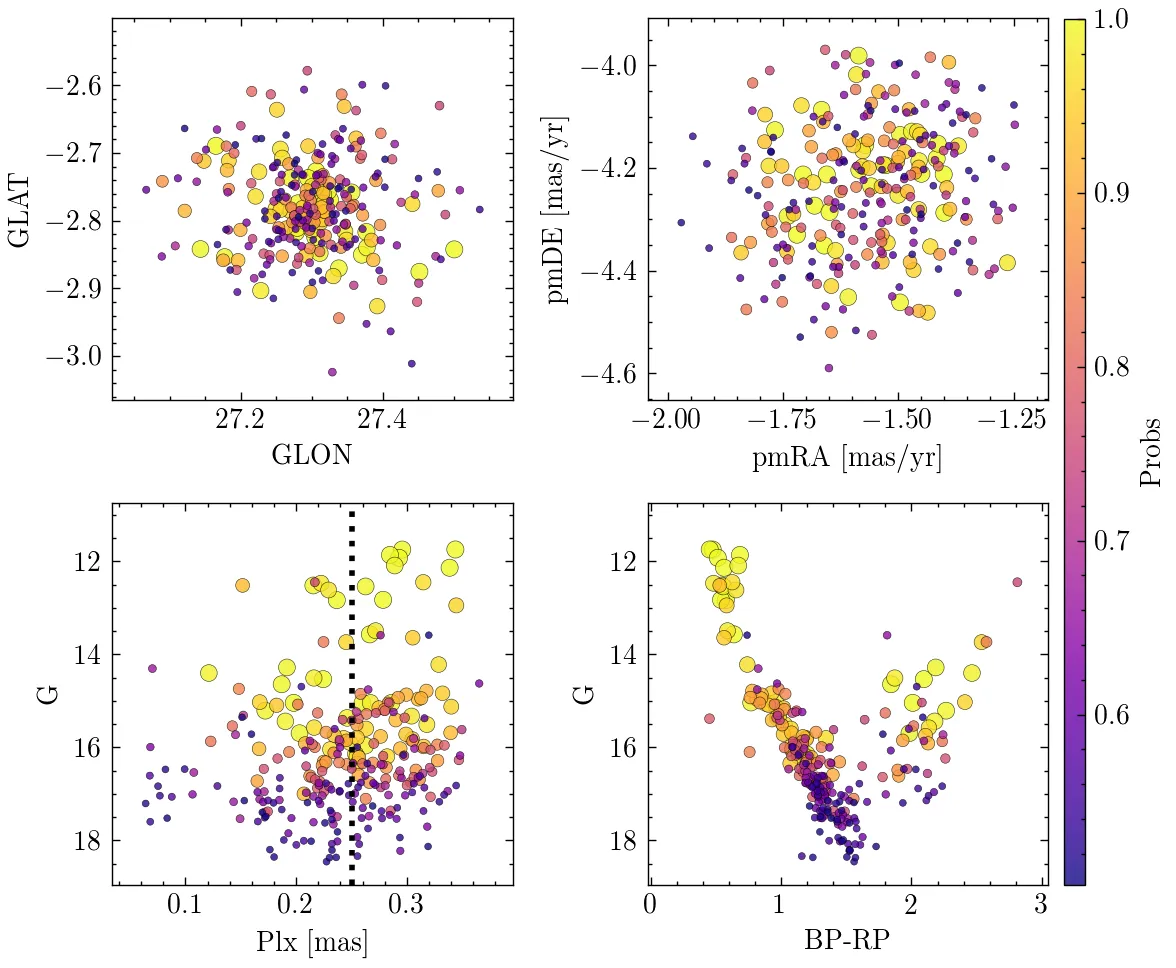 −2.6
−2.7
−2.8
−2.9
−3.0
GLAT
27.2 27.4
GLON
−4.0
−4.2
−4.4
−4.6
pmDE [mas/yr]
−2.00 −1.75 −1.50 −1.25
pmRA [mas/yr]
1.0
0.9
0.8
0.7
0.6
Probs
12
14
16
18
G
0.1 0.2 0.3
Plx [mas]
12
14
16
18
G
0 1 2 3
BP-RP